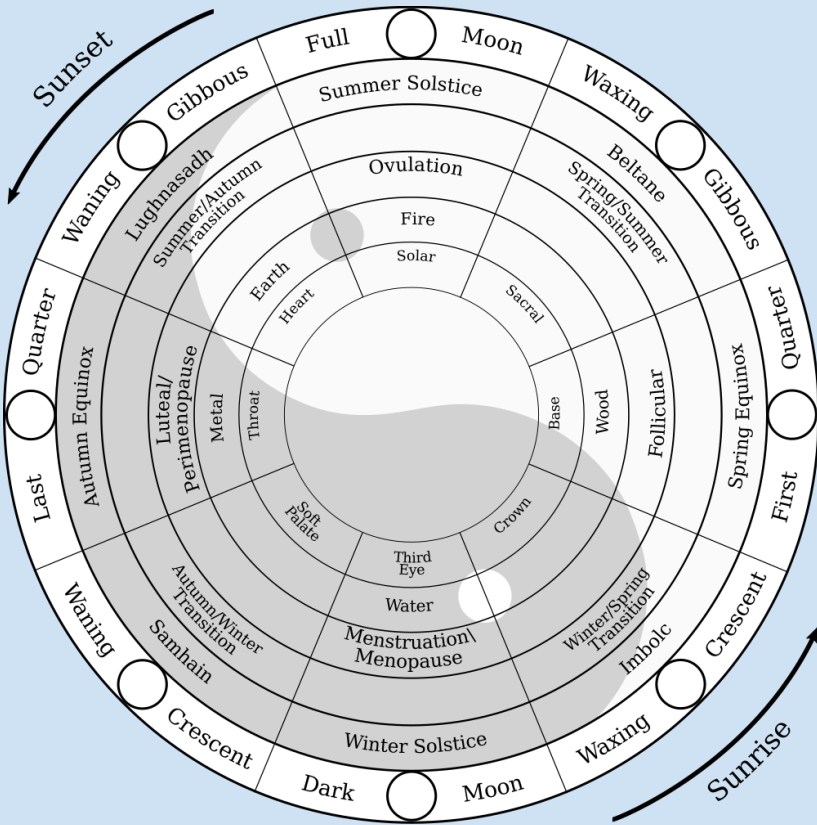 Sunset
Sunrise
Full Moon
Waxing Gibbous
First Quarter
Waxing Crescent
Dark Moon
Waning Crescent
Last Quarter
Waning Gibbous
Summer Solstice
Beltane
Spring Equinox
Imbolc
Winter Solstice
Samhain
Autumn Equinox
Lughnasadh
Spring/Summer
Transition
Winter/Spring
Transition
Autumn/Winter
Transition
Summer/Autumn
Transition
Ovulation
Follicular
Menstruation\
Menopause
Luteal/
Perimenopause
Fire
Wood
Water
Metal
Earth
Solar
Sacral
Base
Crown
Third
Eye
Soft
Palate
Throat
Heart